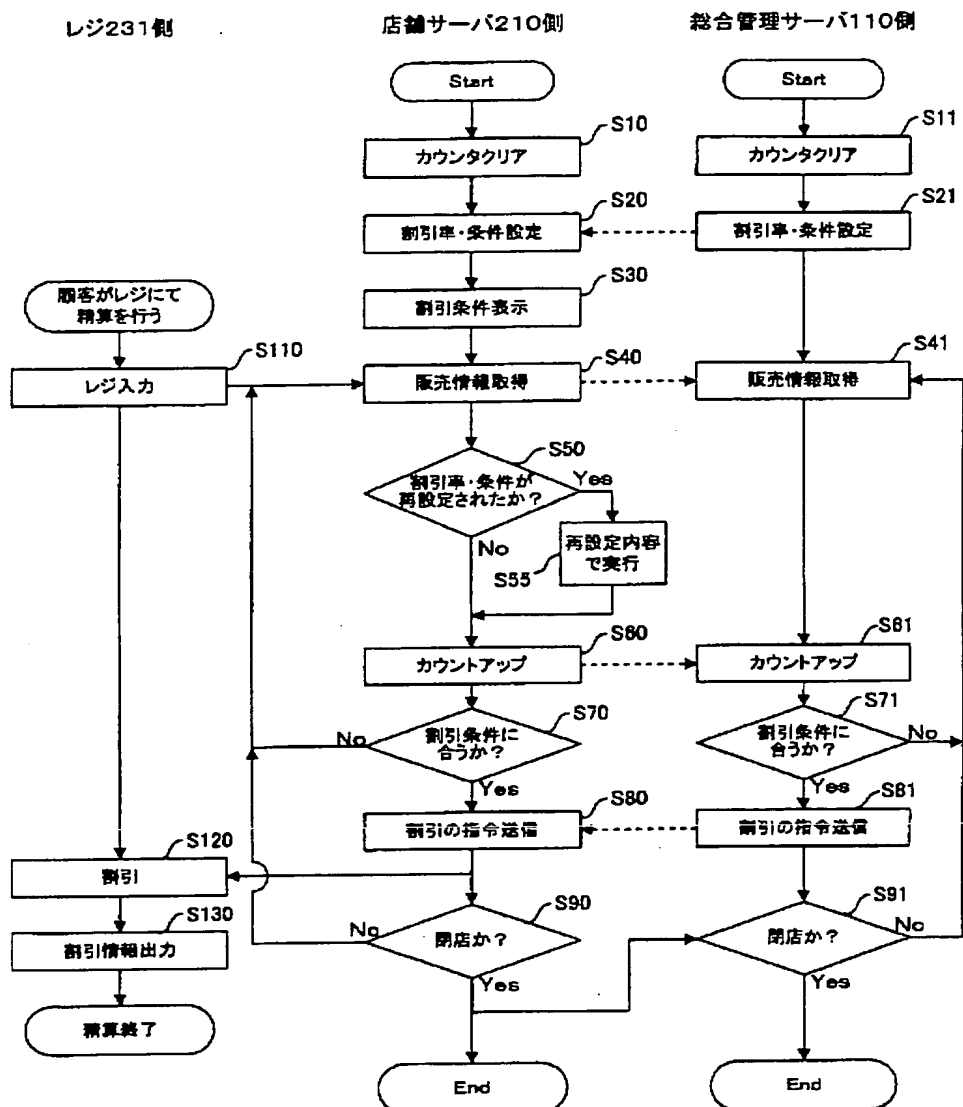 レジ231側
店舗サーバ210側
総合管理サーバ110側
Start
Start
S10
カウンタクリア
S11
カウンタクリア
S20
割引率・条件設定
S21
割引率・条件設定
S30
割引条件表示
顧客がレジにて
精算を行う
S110
レジ入力
S40
販売情報取得
S41
販売情報取得
S50
割引率・条件が
再設定されたか?
Yes
No
再設定内容
で実行
S55
S60
カウントアップ
S61
カウントアップ
S70
割引条件に
合うか?
No
Yes
S71
割引条件に
合うか?
No
Yes
S80
割引の指令送信
S81
割引の指令送信
S120
割引
S130
割引情報出力
精算終了
S90
閉店か?
No
Yes
S91
閉店か?
No
Yes
End
End